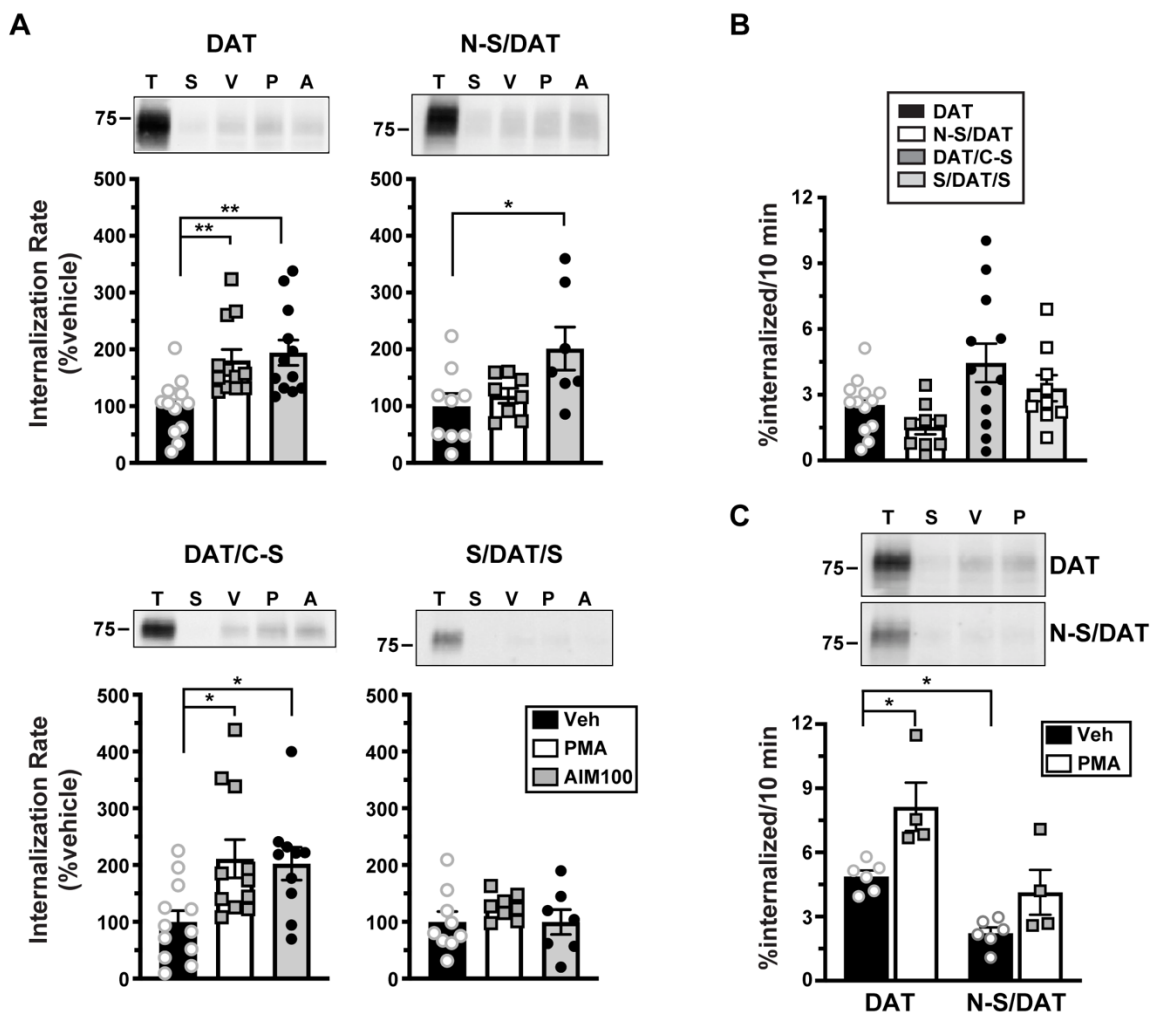 A
DAT
T S V P A
75
500
400
300
200
100
0
Internalization Rate
(%vehicle)
**
**
N-S/DAT
T S V P A
75
500
400
300
200
100
0
*
DAT/C-S
T S V P A
75
500
400
300
200
100
0
Internalization Rate
(%vehicle)
*
*
S/DAT/S
T S V P A
75
500
400
300
200
100
0
Veh
PMA
AIM100
B
DAT
N-S/DAT
DAT/C-S
S/DAT/S
12
9
6
3
0
%internalized/10 min
C
T S V P
75
DAT
75
N-S/DAT
*
*
12
9
6
3
0
%internalized/10 min
Veh
PMA
DAT N-S/DAT